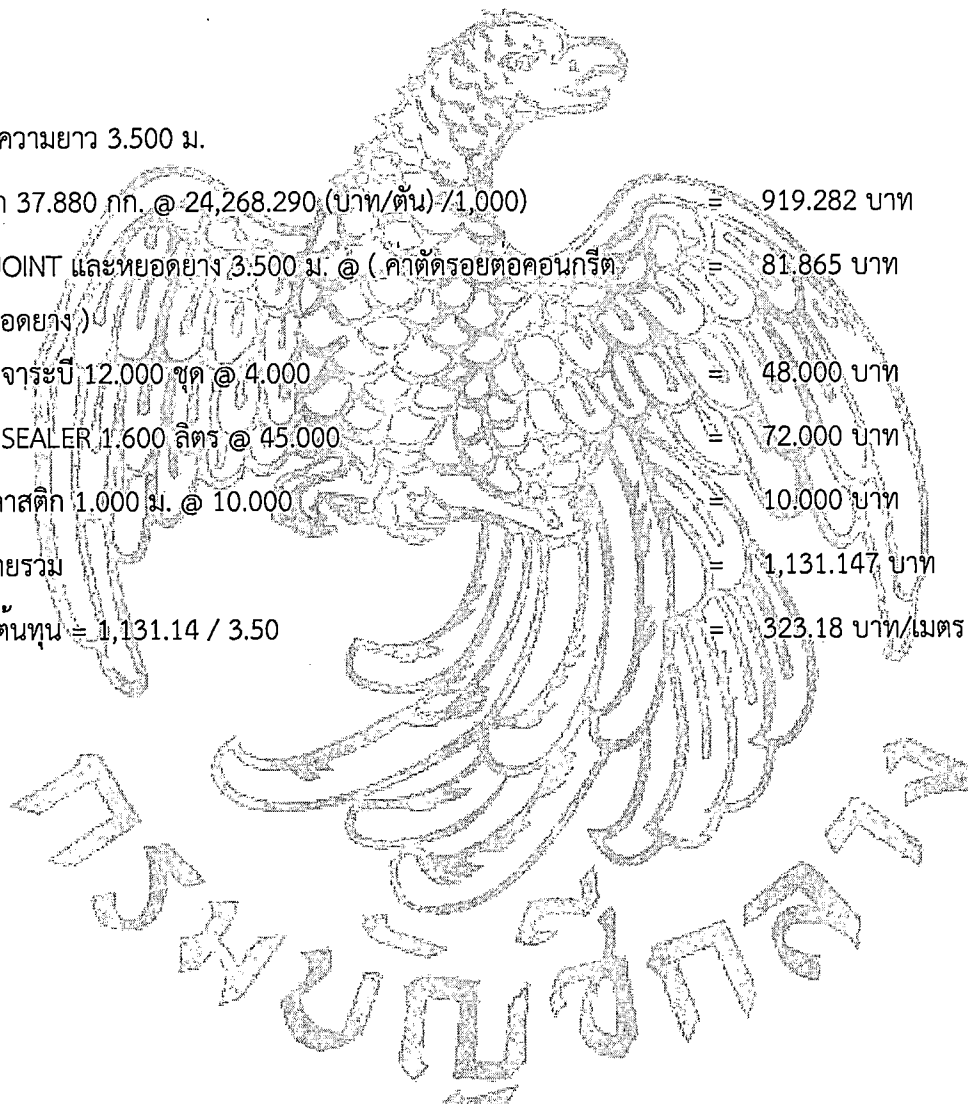 ความยาว 3.500 ม.
37.880 กก. @ 24,268.290 (บาท/ตัน) /1,000) = 919.282 บาท
JOINT และหยอดยาง 3.500 ม. @ ( ค่าตัดรอยต่อคอนกรีต = 81.865 บาท
อดยาง )
จาระบี 12.000 ชุด @ 4.000 = 48.000 บาท
SEALER 1.600 ลิตร @ 45.000 = 72.000 บาท
าสติก 1.000 ม. @ 10.000 = 10.000 บาท
ายรวม = 1,131.147 บาท
ต้นทุน = 1,131.14 / 3.50 = 323.18 บาท/เมตร
กรมบัญชีกลาง